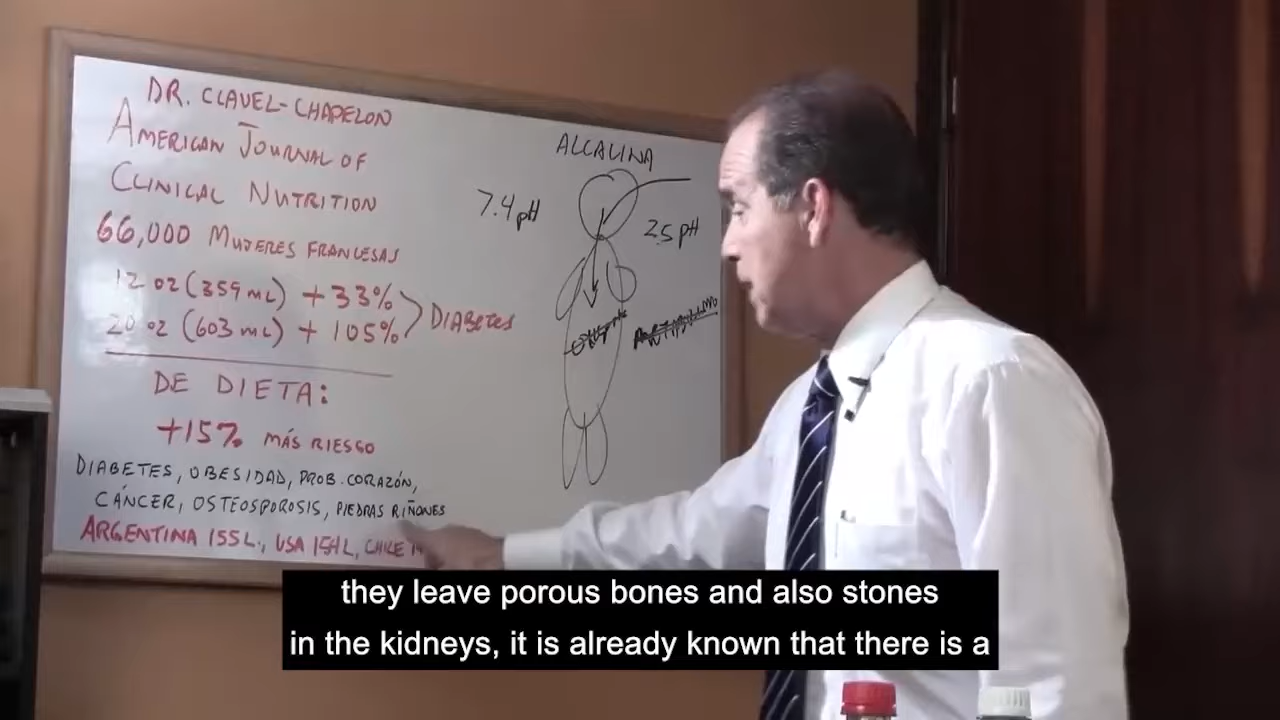 DR. CLAVEL-CHAPELON
AMERICAN JOURNAL OF
CLINICAL NUTRITION
66,000 MUJERES FRANCESAS
12 oz (359 mL) + 33%
20 oz (603 mL) + 105%
DIABETES
DE DIETA:
+15% MÁS RIESGO
DIABETES, OBESIDAD, PROB. CORAZÓN,
CÁNCER, OSTEOSPOROSIS, PIEDRAS RIÑONES
ARGENTINA 155L., USA 154L, CHILE
ALCALINA
7.4 pH
2.5 pH
they leave porous bones and also stones
in the kidneys, it is already known that there is a